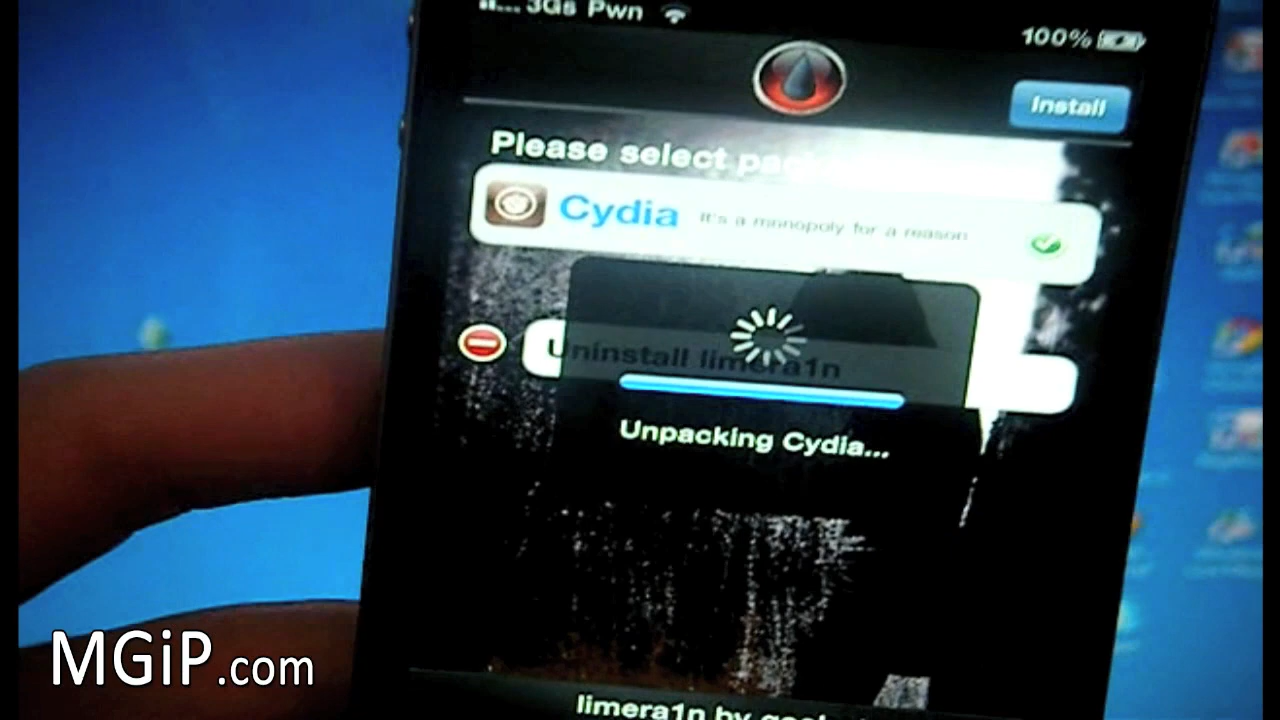 3Gs Pwn
100%
Install
Please select
Cydia It's a monopoly for a reason
Uninstall limera1n
Unpacking Cydia...
MGiP.com
limera1n by